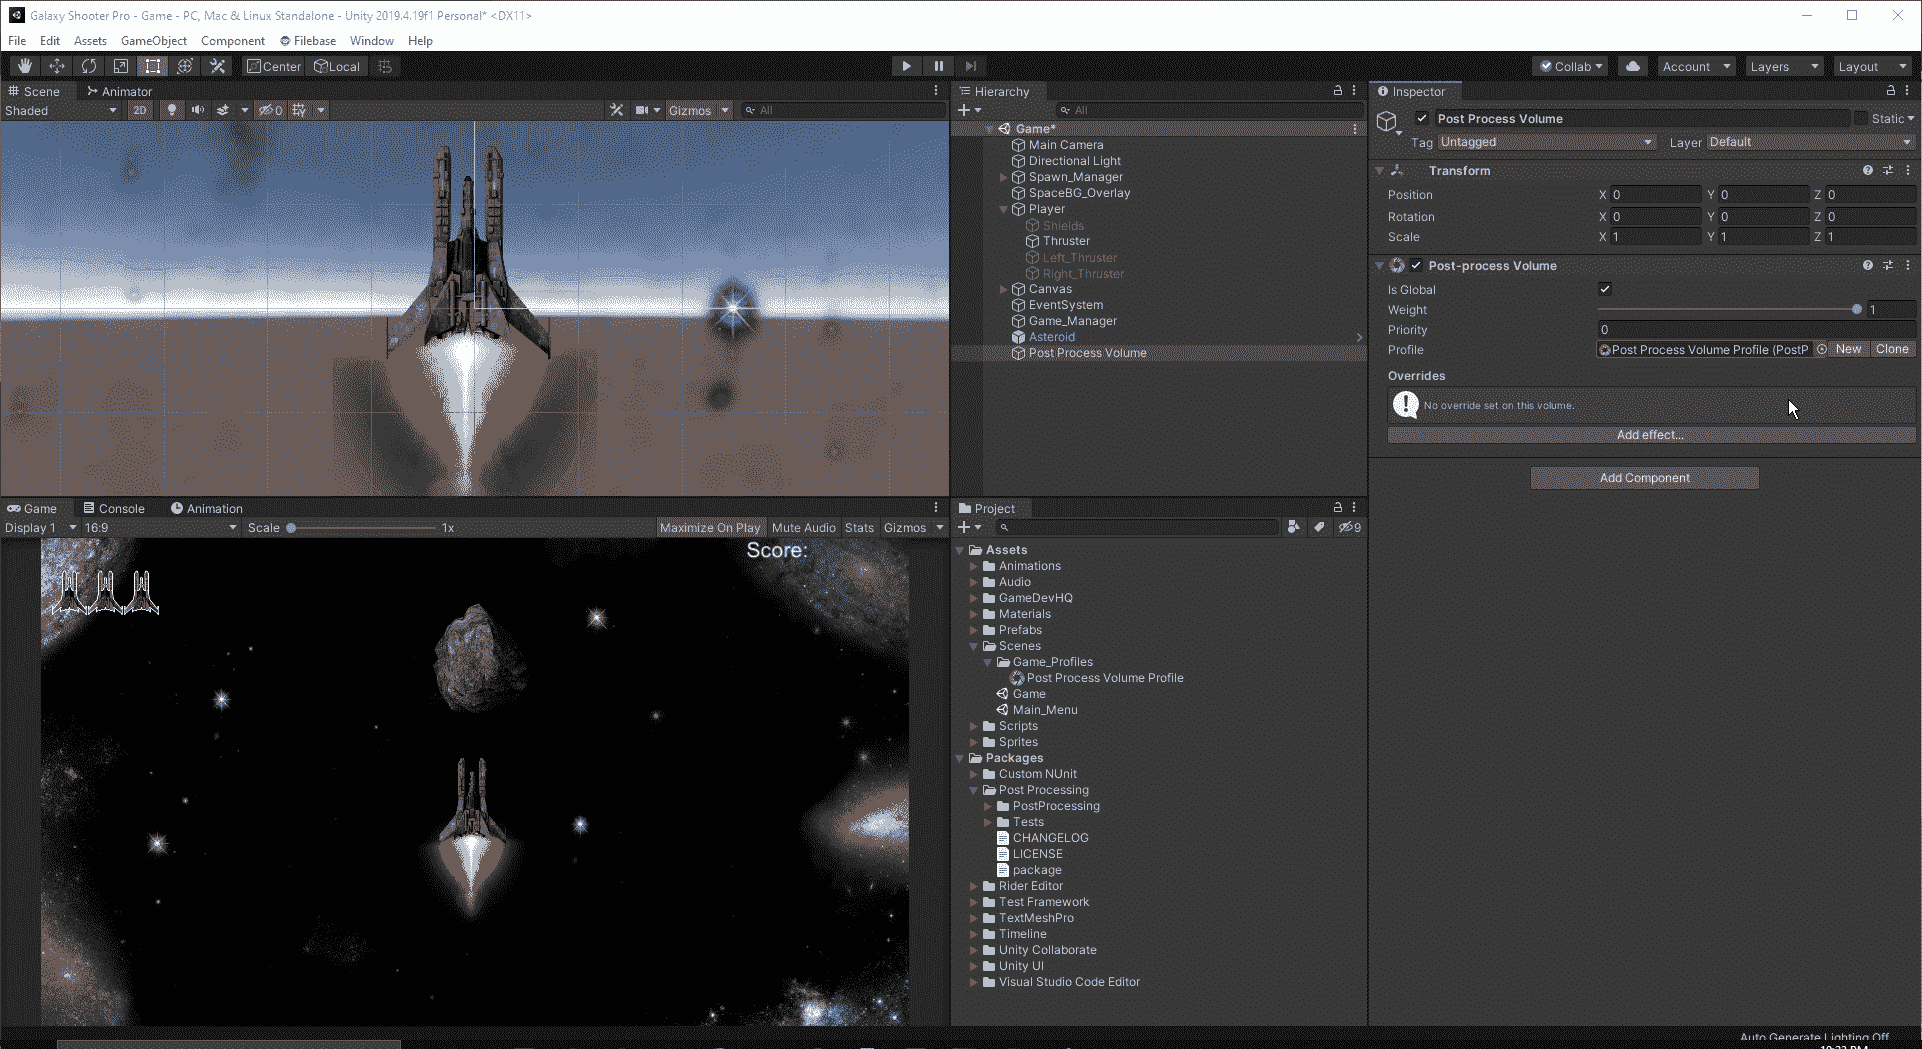 Galaxy Shooter Pro - Game - PC, Mac & Linux Standalone - Unity 2019.4.19f1 Personal* <DX11>
File Edit Assets GameObject Component Filebase Window Help
Center Local Collab Account Layers Layout
Scene Animator
Shaded 2D 0 Gizmos All
Hierarchy
All
Game*
Main Camera
Directional Light
Spawn_Manager
SpaceBG_Overlay
Player
Shields
Thruster
Left_Thruster
Right_Thruster
Canvas
EventSystem
Game_Manager
Asteroid
Post Process Volume
Inspector
Post Process Volume Static
Tag Untagged Layer Default
Transform
Position X 0 Y 0 Z 0
Rotation X 0 Y 0 Z 0
Scale X 1 Y 1 Z 1
Post-process Volume
Is Global
Weight 1
Priority 0
Profile Post Process Volume Profile (PostP New Clone
Overrides
No override set on this volume.
Add effect...
Add Component
Game Console Animation
Display 1 16:9 Scale 1x Maximize On Play Mute Audio Stats Gizmos
Score:
Project
9
Assets
Animations
Audio
GameDevHQ
Materials
Prefabs
Scenes
Game_Profiles
Post Process Volume Profile
Game
Main_Menu
Scripts
Sprites
Packages
Custom NUnit
Post Processing
PostProcessing
Tests
CHANGELOG
LICENSE
package
Rider Editor
Test Framework
TextMeshPro
Timeline
Unity Collaborate
Unity UI
Visual Studio Code Editor
Auto Generate Lighting Off